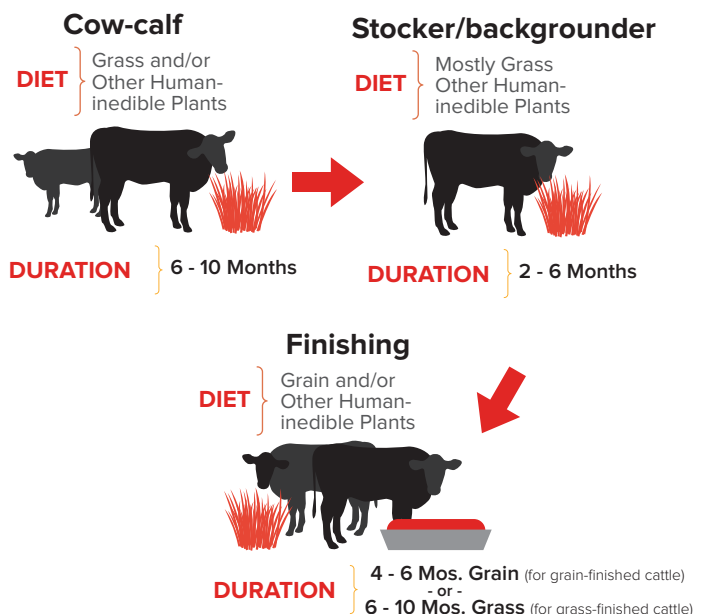 Cow-calf
DIET
Grass and/or
Other Human-
inedible Plants
DURATION
6 - 10 Months
Stocker/backgrounder
DIET
Mostly Grass
Other Human-
inedible Plants
DURATION
2 - 6 Months
Finishing
DIET
Grain and/or
Other Human-
inedible Plants
DURATION
4 - 6 Mos. Grain (for grain-finished cattle)
- or -
6 - 10 Mos. Grass (for grass-finished cattle)